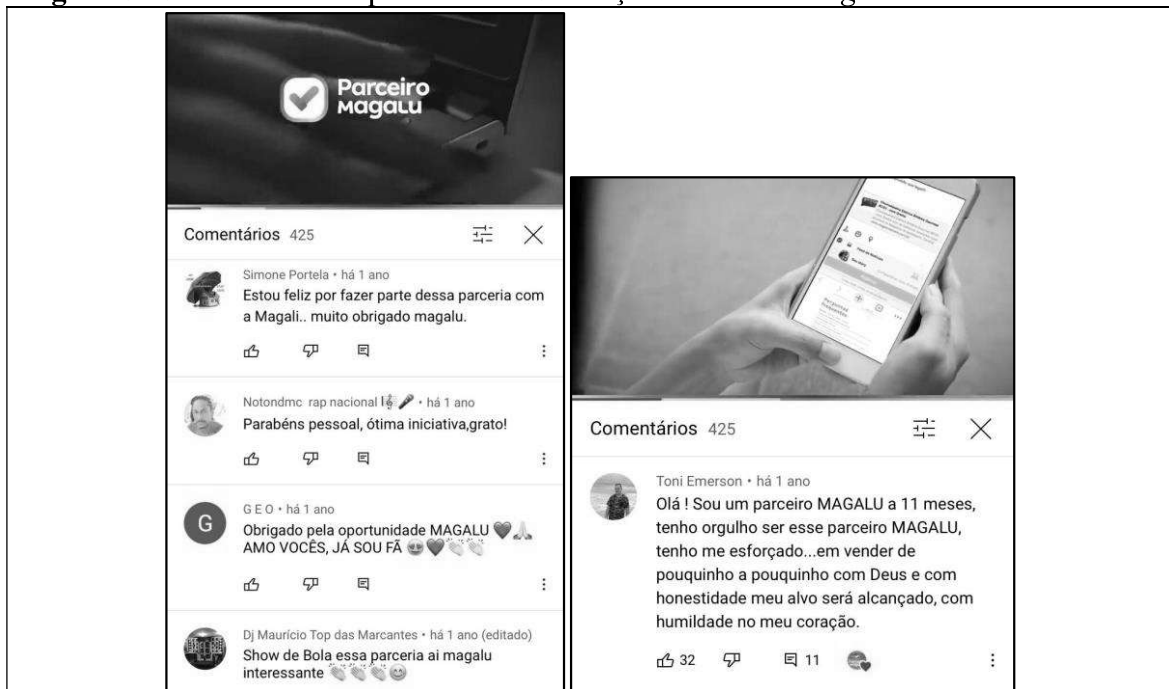 Parceiro
Magalu
Comentários 425
Simone Portela • há 1 ano
Estou feliz por fazer parte dessa parceria com
a Magali.. muito obrigado magalu.
Notondmc rap nacional • há 1 ano
Parabéns pessoal, ótima iniciativa,grato!
G
G E O • há 1 ano
Obrigado pela oportunidade MAGALU 🖤🙏
AMO VOCÊS, JÁ SOU FÃ 😍🖤👏👏
Dj Maurício Top das Marcantes • há 1 ano (editado)
Show de Bola essa parceria ai magalu
interessante 👏👏👏😊
Perguntas
frequentes
Comentários 425
Toni Emerson • há 1 ano
Olá ! Sou um parceiro MAGALU a 11 meses,
tenho orgulho ser esse parceiro MAGALU,
tenho me esforçado...em vender de
pouquinho a pouquinho com Deus e com
honestidade meu alvo será alcançado, com
humildade no meu coração.
32 11